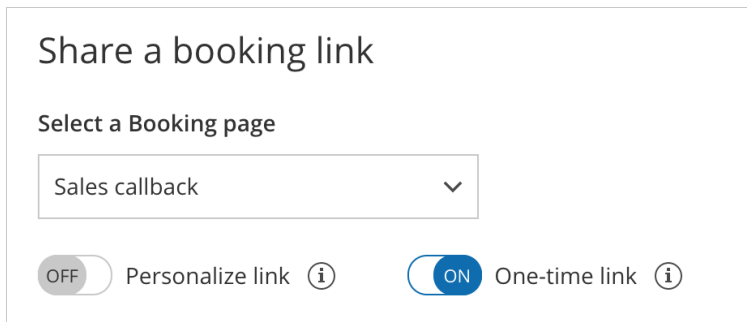 Share a booking link
Select a Booking page
Sales callback
OFF Personalize link i ON One-time link i